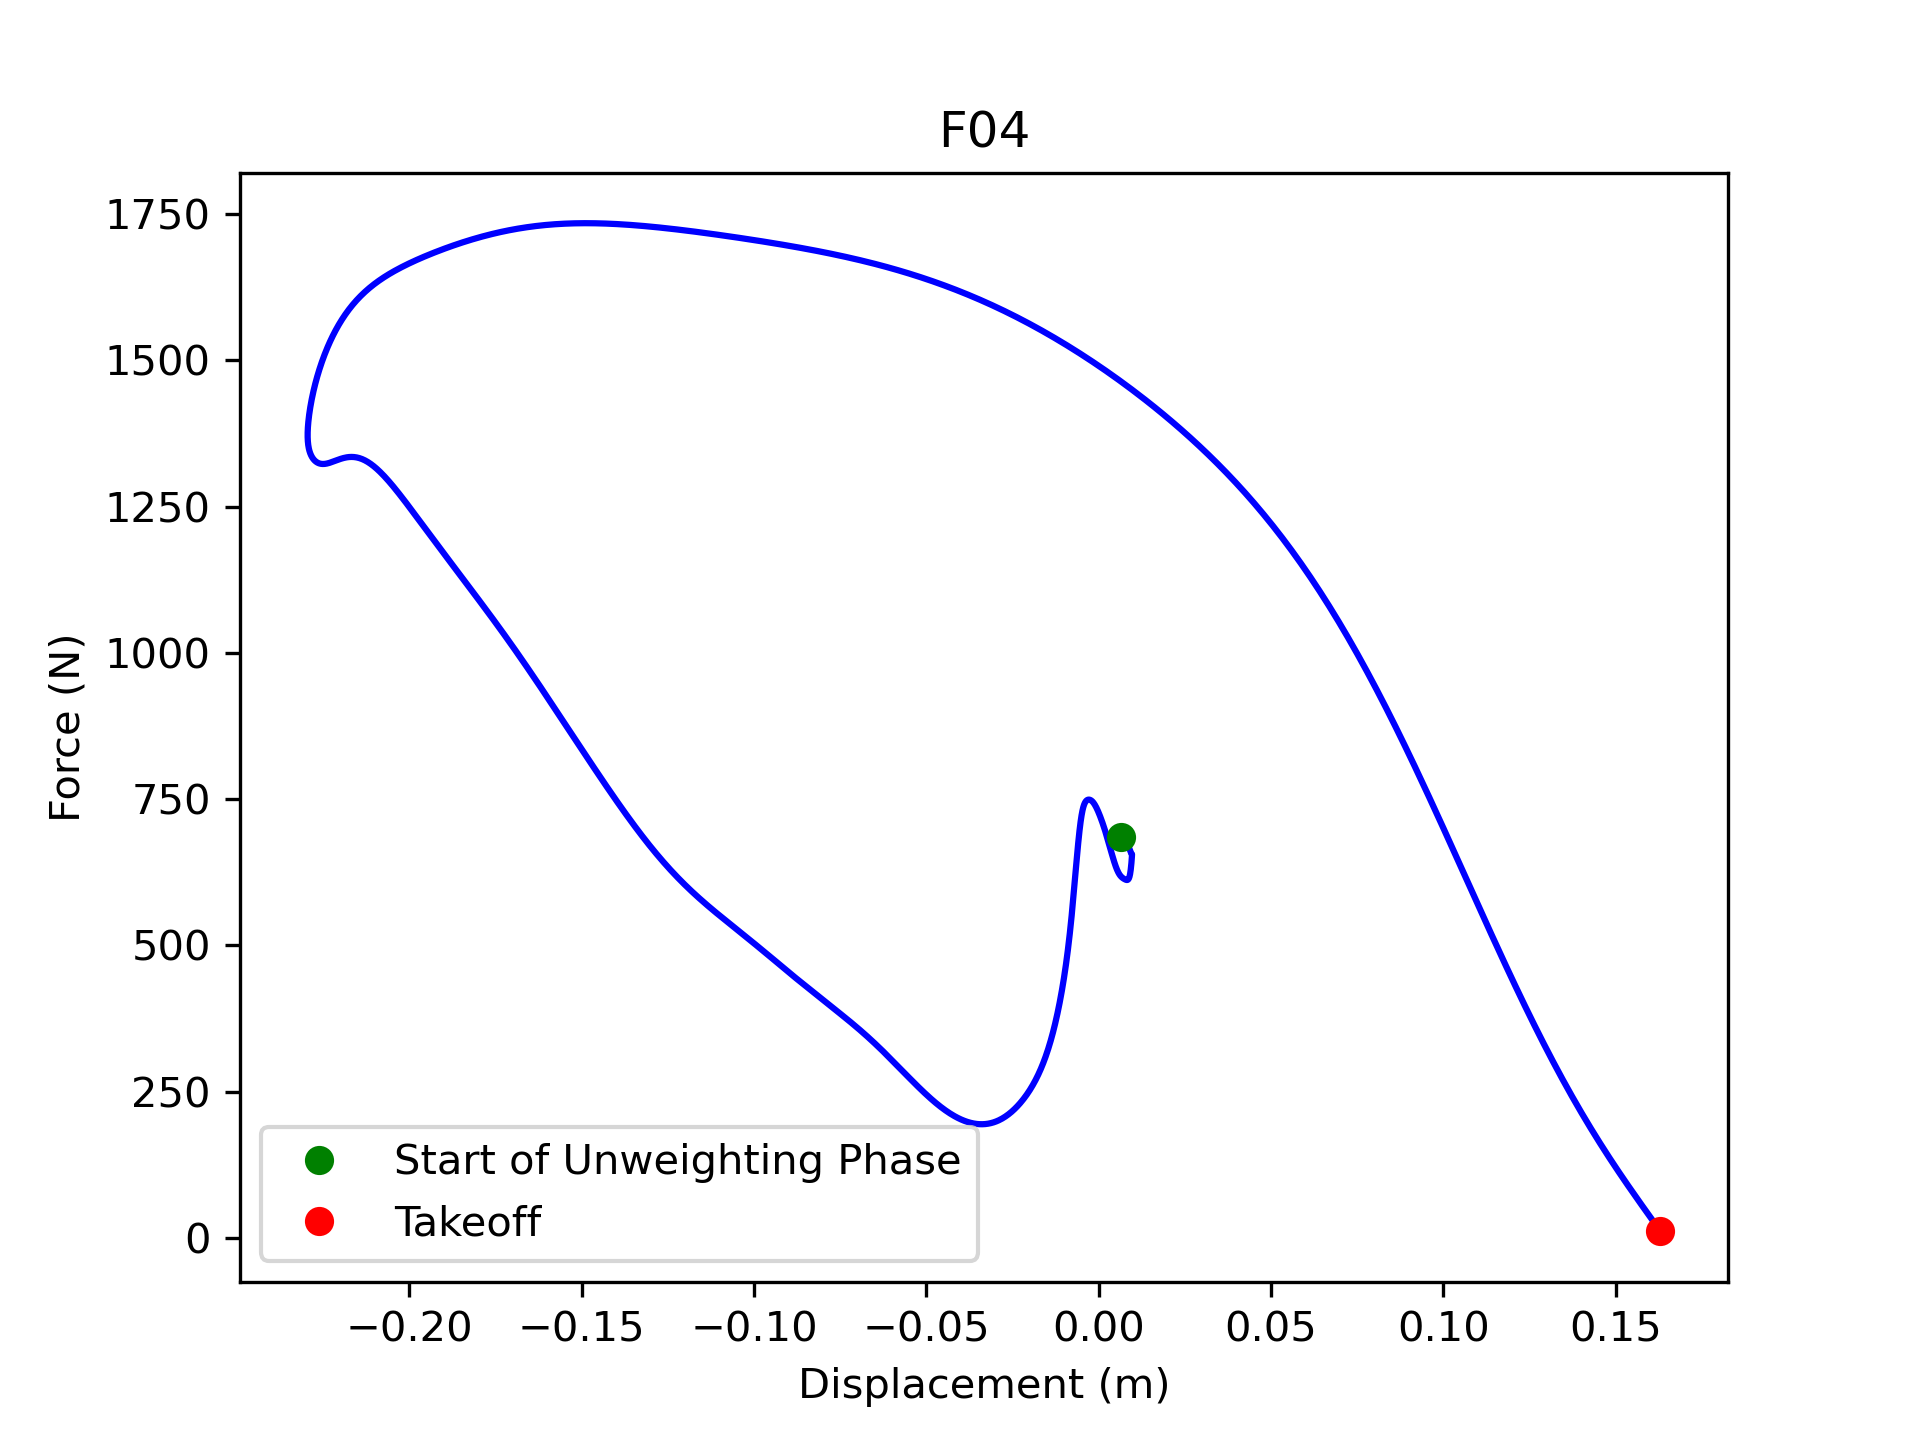 F04
1750
1500
1250
1000
750
500
250
0
Force (N)
Start of Unweighting Phase
Takeoff
−0.20 −0.15 −0.10 −0.05 0.00 0.05 0.10 0.15
Displacement (m)